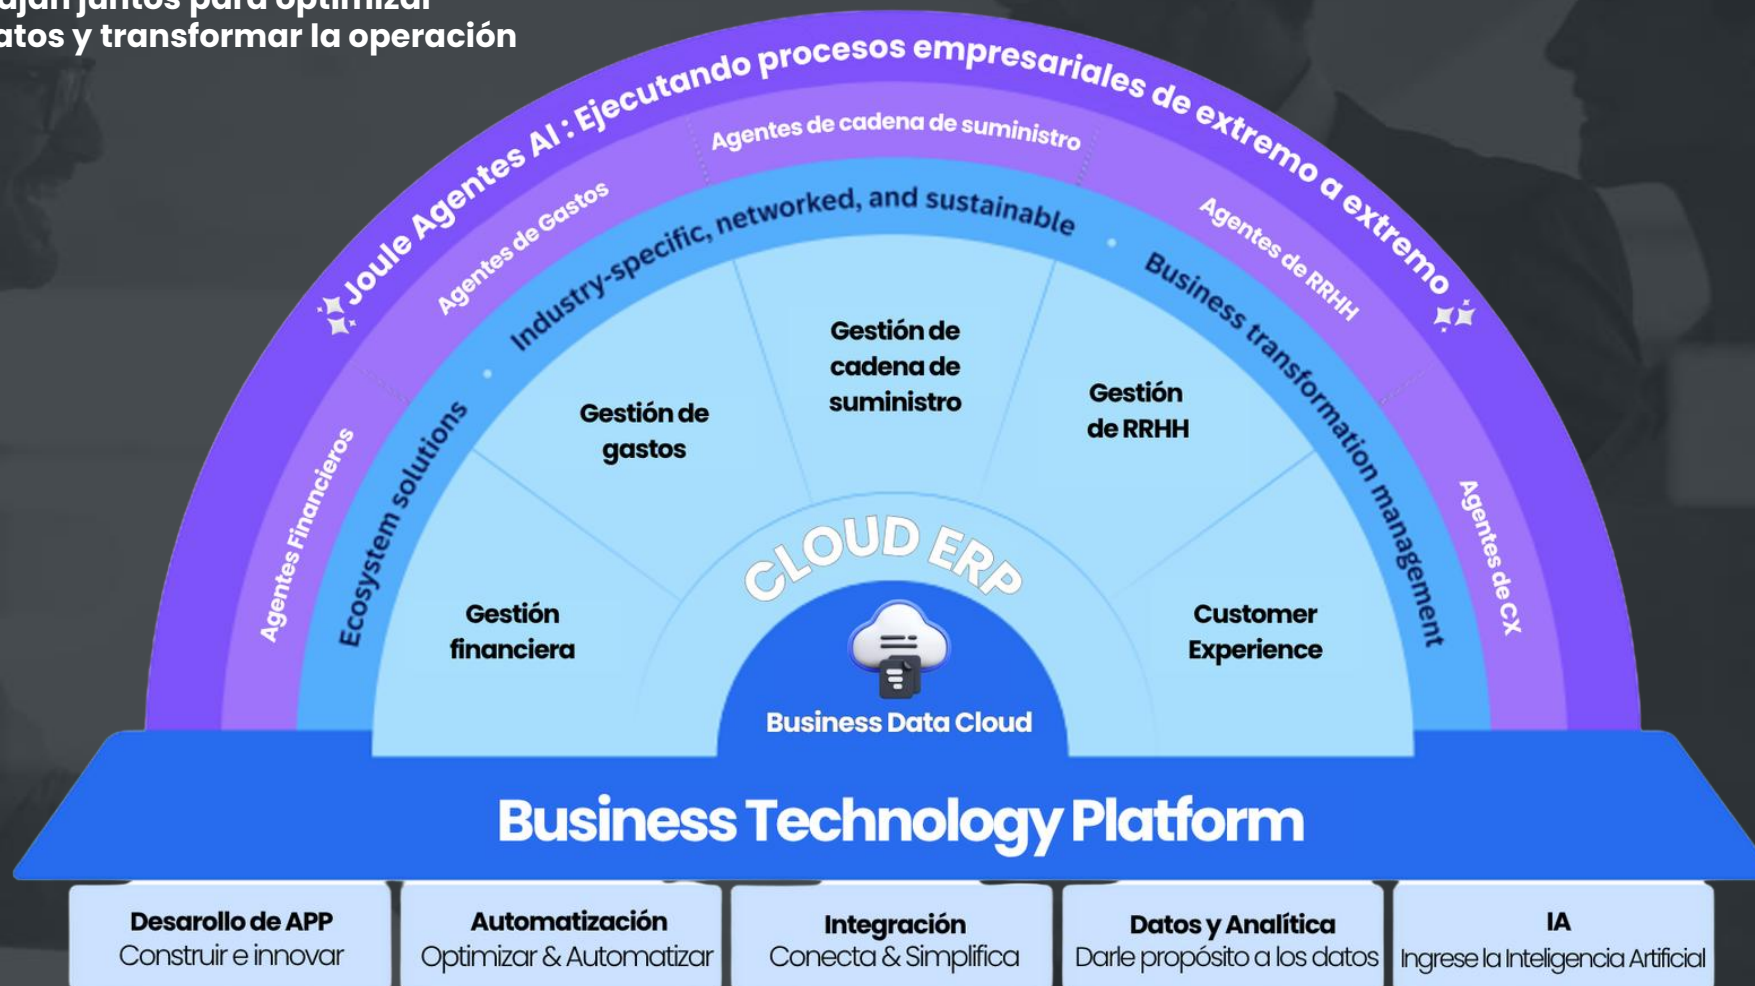 juntos para optimizar
y transformar la operación
Joule Agentes AI : Ejecutando procesos empresariales de extremo a extremo
Agentes Financieros
Agentes de Gastos
Agentes de cadena de suministro
Agentes de RRHH
Agentes de CX
Ecosystem solutions • Industry-specific, networked, and sustainable • Business transformation management
Gestión
financiera
Gestión de
gastos
Gestión de
cadena de
suministro
Gestión
de RRHH
Customer
Experience
CLOUD ERP
Business Data Cloud
Business Technology Platform
Desarollo de APP
Construir e innovar
Automatización
Optimizar & Automatizar
Integración
Conecta & Simplifica
Datos y Analítica
Darle propósito a los datos
IA
Ingrese la Inteligencia Artificial